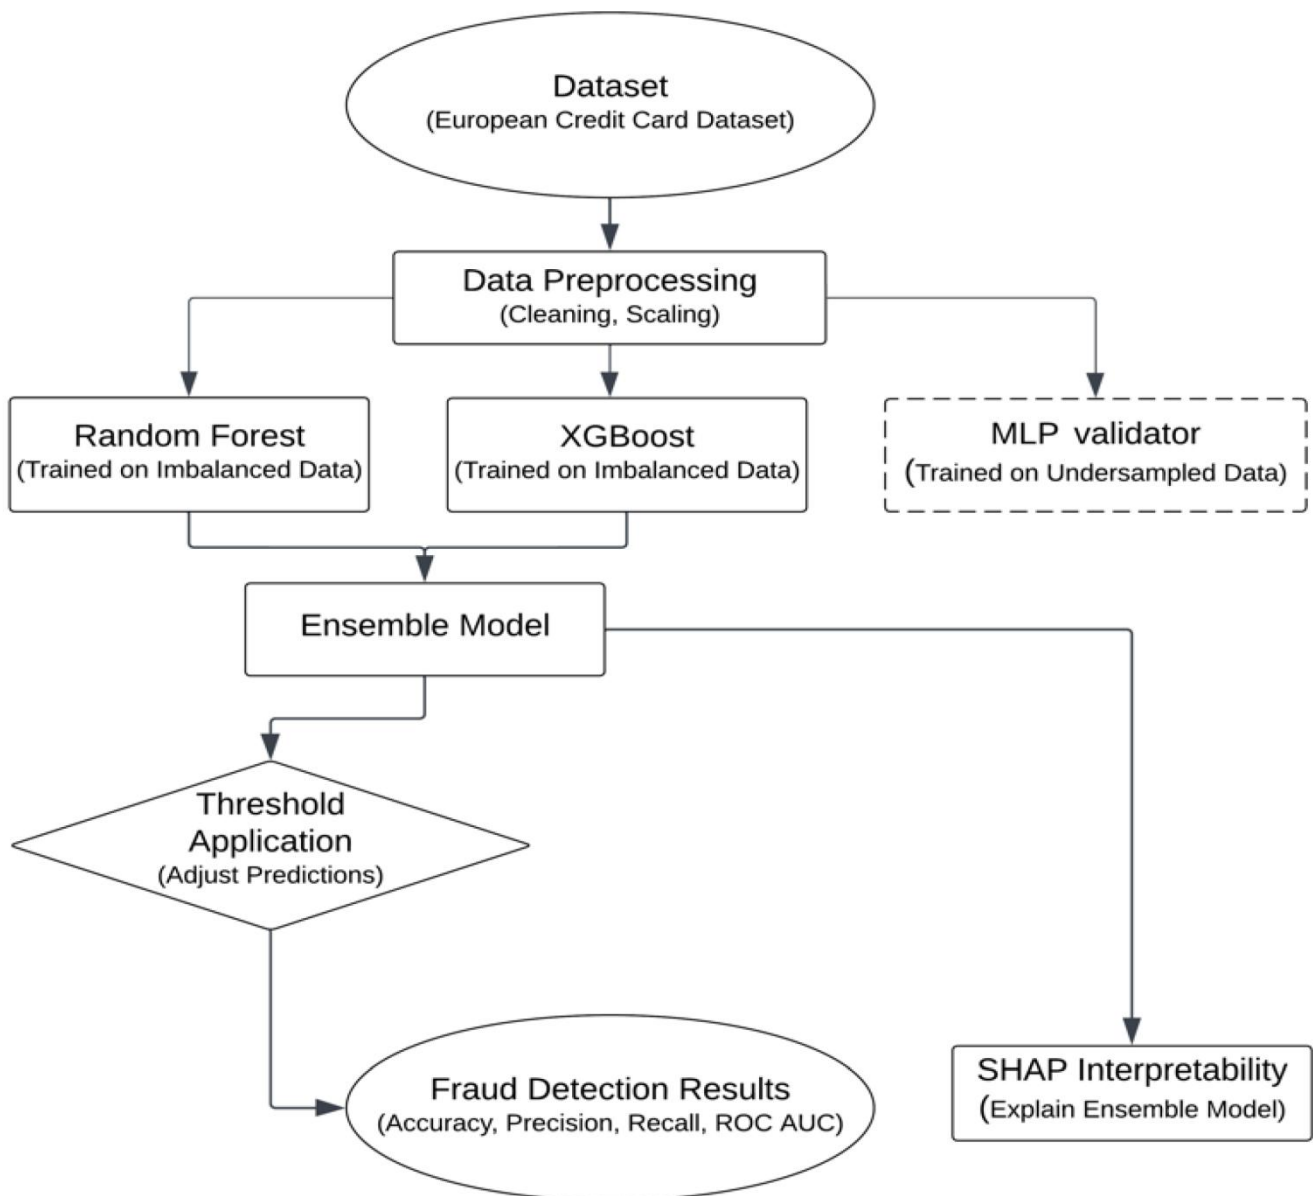 Dataset
(European Credit Card Dataset)
Data Preprocessing
(Cleaning, Scaling)
Random Forest
(Trained on Imbalanced Data)
XGBoost
(Trained on Imbalanced Data)
MLP validator
(Trained on Undersampled Data)
Ensemble Model
Threshold
Application
(Adjust Predictions)
Fraud Detection Results
(Accuracy, Precision, Recall, ROC AUC)
SHAP Interpretability
(Explain Ensemble Model)